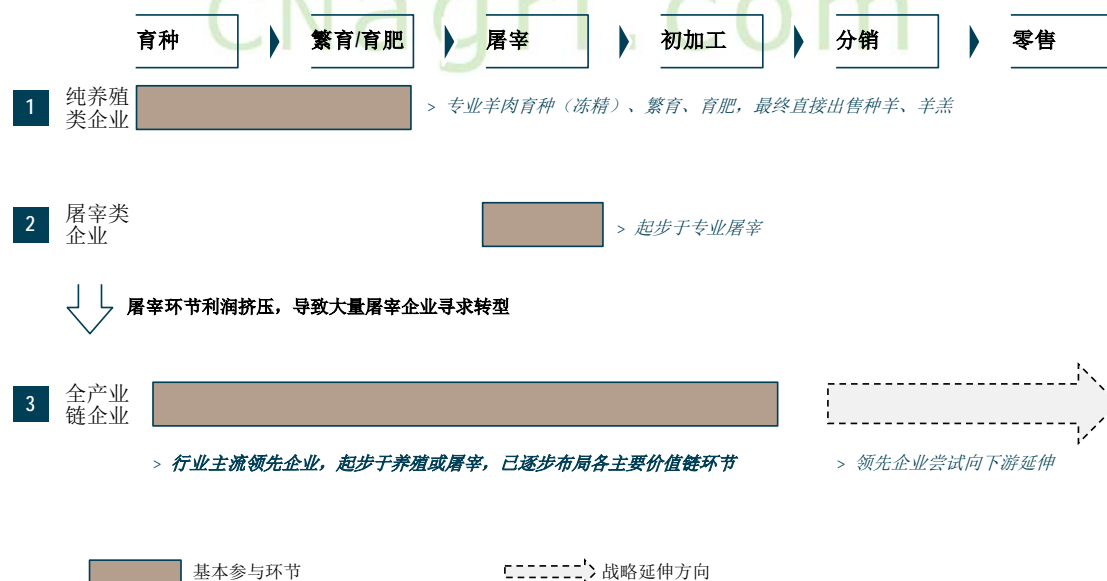 cNagri.com
育种 繁育/育肥 屠宰 初加工 分销 零售
1 纯养殖
类企业
> 专业羊肉育种（冻精）、繁育、育肥，最终直接出售种羊、羊羔
2 屠宰类
企业
> 起步于专业屠宰
屠宰环节利润挤压，导致大量屠宰企业寻求转型
3 全产业
链企业
> 行业主流领先企业，起步于养殖或屠宰，已逐步布局各主要价值链环节
> 领先企业尝试向下游延伸
基本参与环节 战略延伸方向